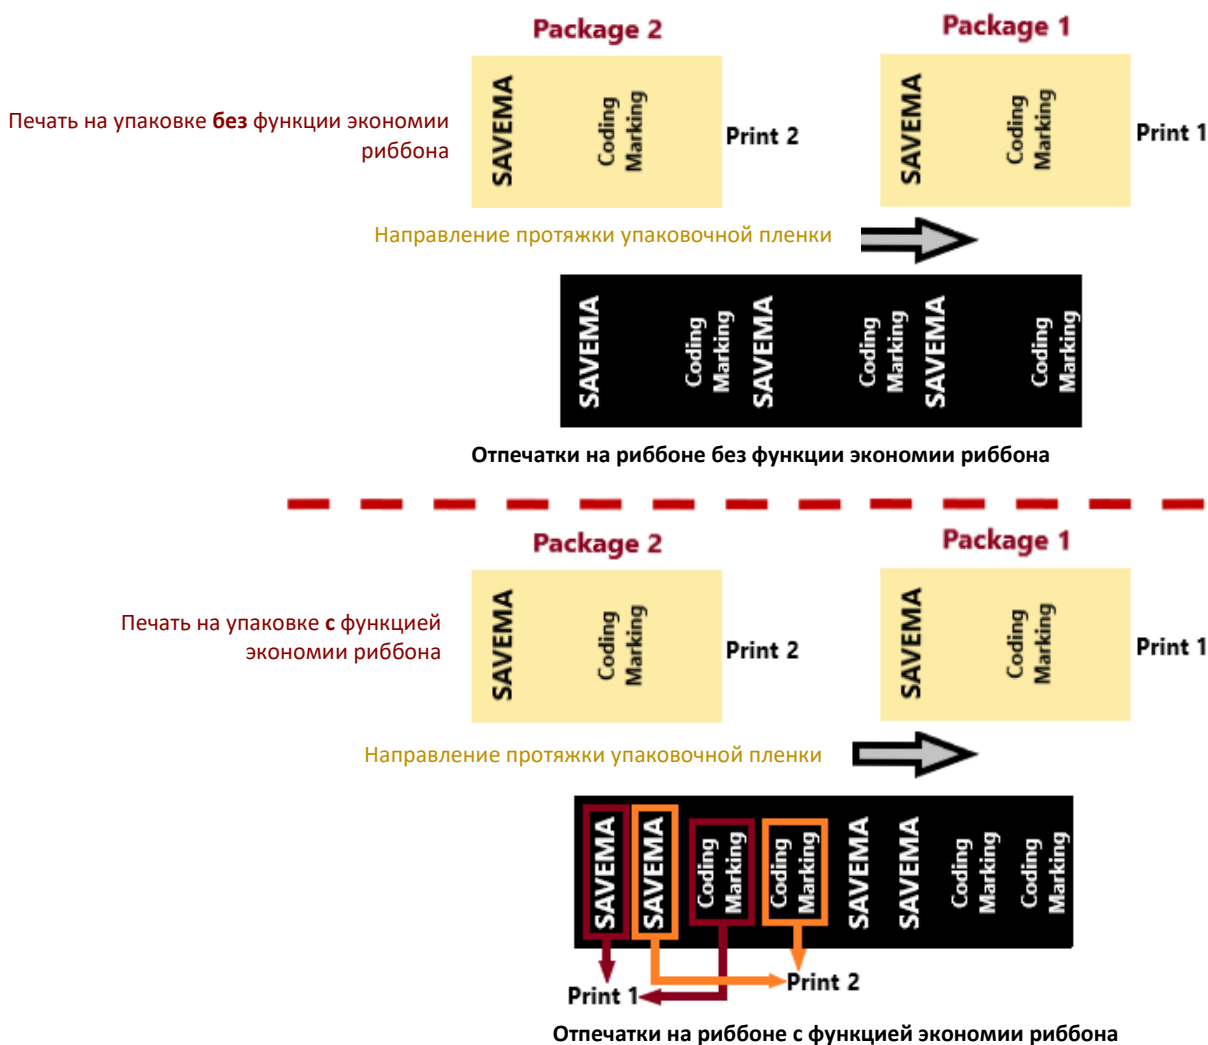 Package 2
Package 1
Печать на упаковке без функции экономии
риббона
SAVEMA
Coding
Marking
Print 2
SAVEMA
Coding
Marking
Print 1
Направление протяжки упаковочной пленки
SAVEMA
Coding
Marking
SAVEMA
Coding
Marking
SAVEMA
Coding
Marking
Отпечатки на риббоне без функции экономии риббона
Package 2
Package 1
Печать на упаковке с функцией
экономии риббона
SAVEMA
Coding
Marking
Print 2
SAVEMA
Coding
Marking
Print 1
Направление протяжки упаковочной пленки
SAVEMA
SAVEMA
Coding
Marking
Coding
Marking
SAVEMA
SAVEMA
Coding
Marking
Coding
Marking
Print 1
Print 2
Отпечатки на риббоне с функцией экономии риббона